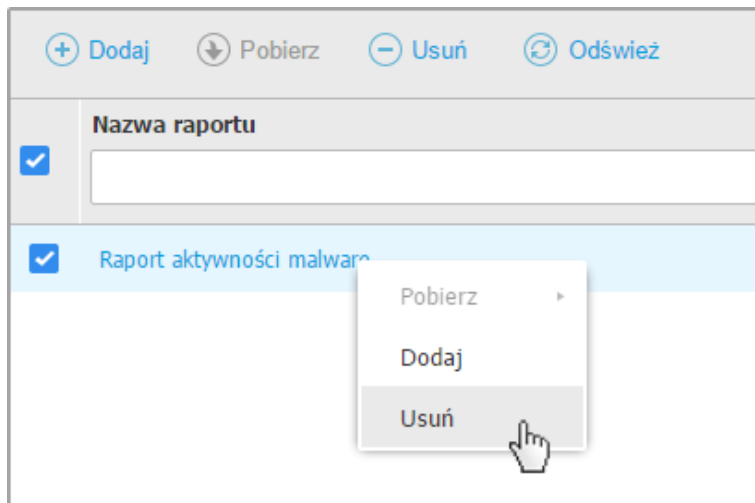 Dodaj Pobierz Usuń Odśwież
Nazwa raportu
Raport aktywności malware
Pobierz
Dodaj
Usuń